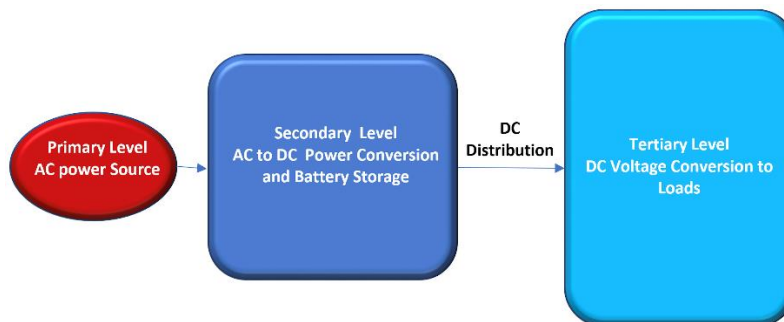 Primary Level
AC power Source
Secondary Level
AC to DC Power Conversion
and Battery Storage
DC
Distribution
Tertiary Level
DC Voltage Conversion to
Loads